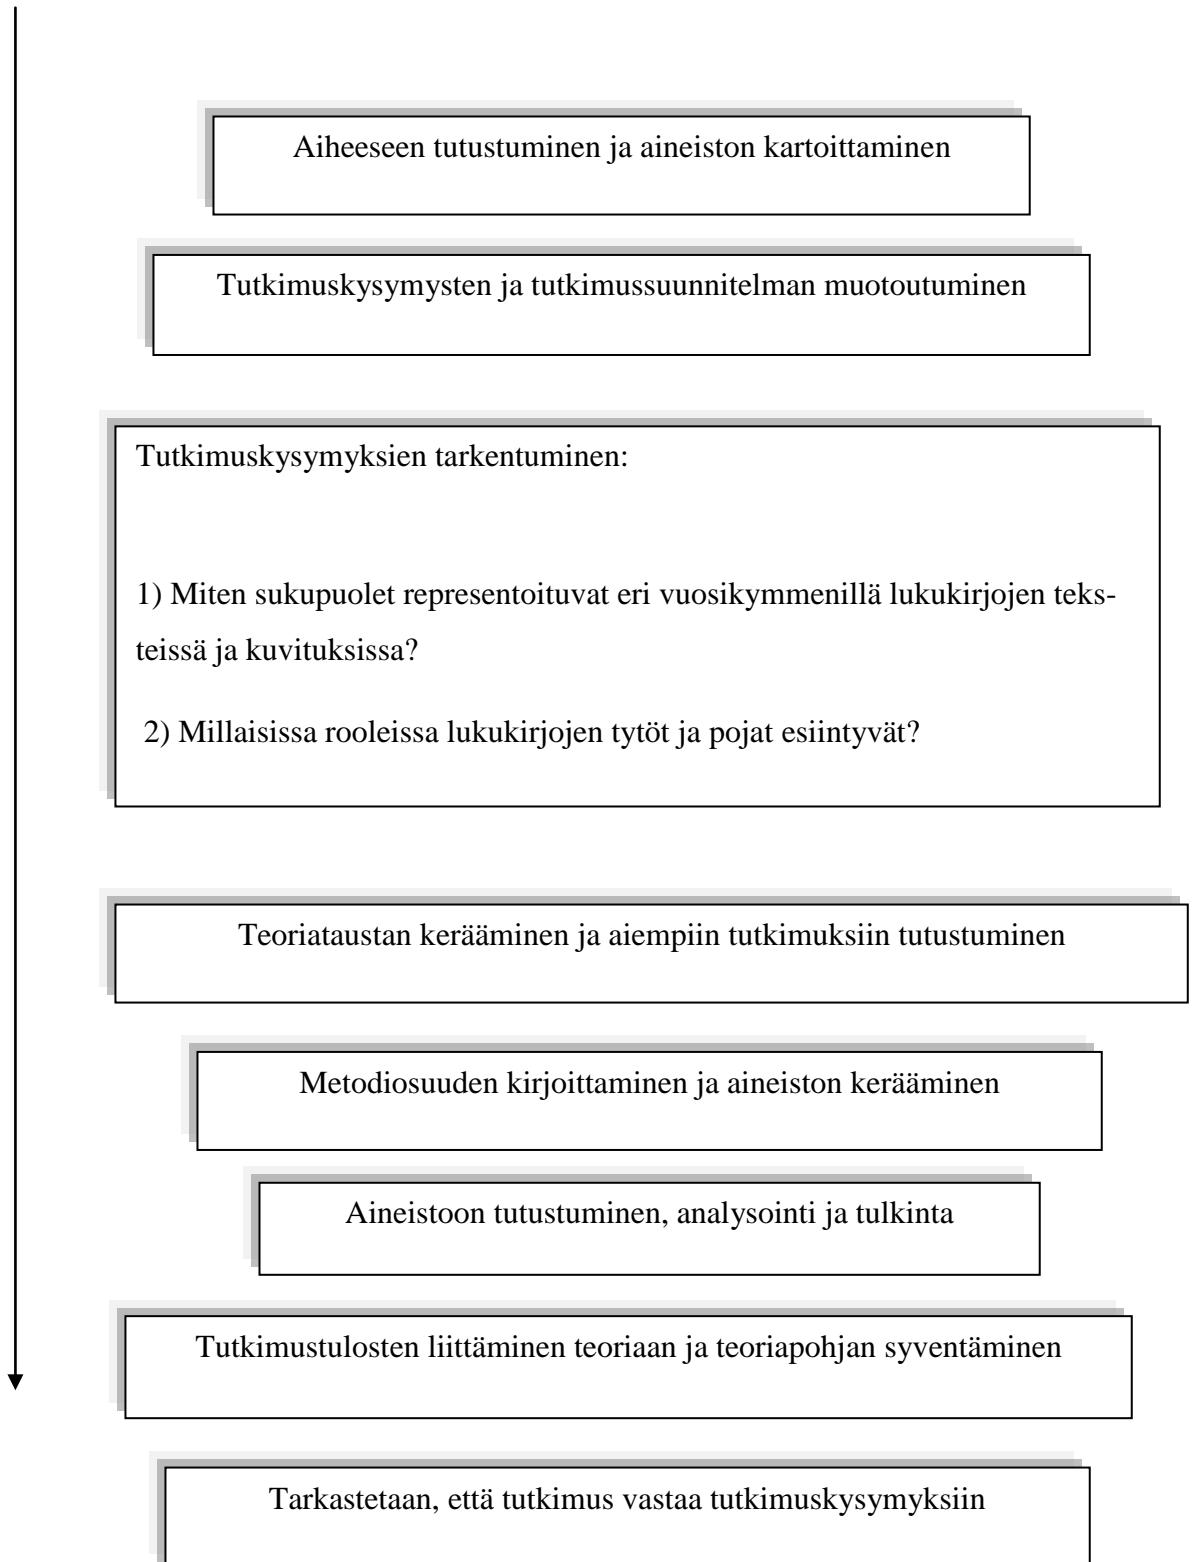 Aiheeseen tutustuminen ja aineiston kartoittaminen
Tutkimuskysymysten ja tutkimussuunnitelman muotoutuminen
Tutkimuskysymyksien tarkentuminen:
1) Miten sukupuolet representoituvat eri vuosikymmenillä lukukirjojen teks-
teissä ja kuvituksissa?
2) Millaisissa rooleissa lukukirjojen tytöt ja pojat esiintyvät?
Teoriataustan kerääminen ja aiempiin tutkimuksiin tutustuminen
Metodiosuuden kirjoittaminen ja aineiston kerääminen
Aineistoon tutustuminen, analysointi ja tulkinta
Tutkimustulosten liittäminen teoriaan ja teoriapohjan syventäminen
Tarkastetaan, että tutkimus vastaa tutkimuskysymyksiin